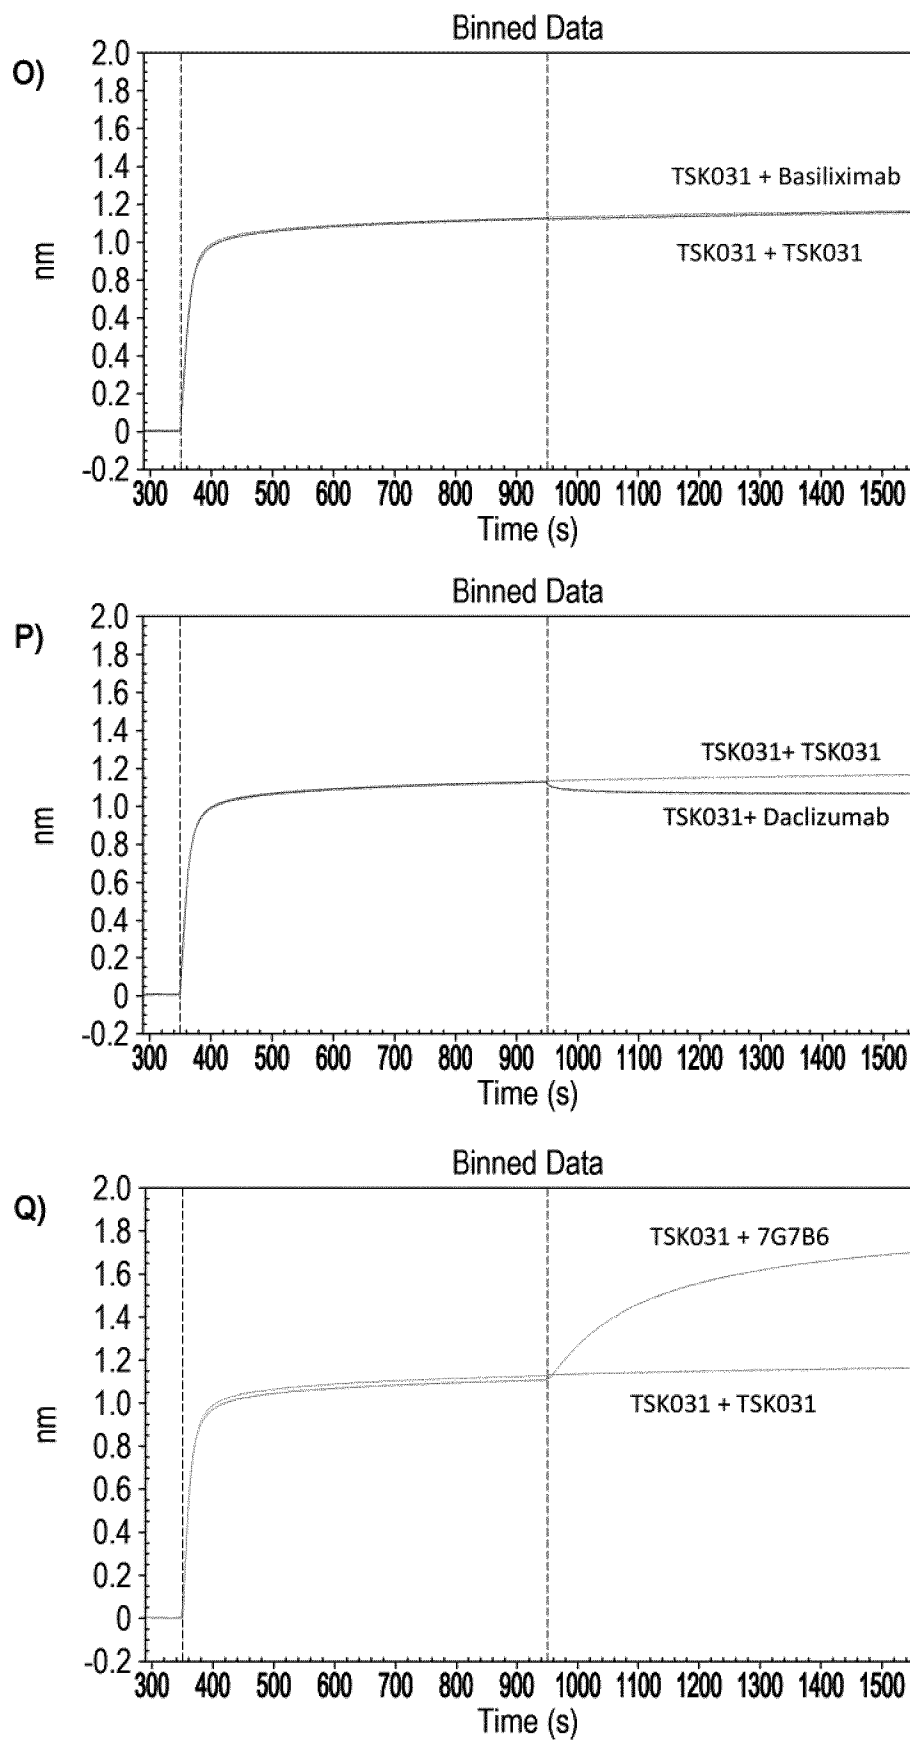 Binned Data
O)
2.0
1.8
1.6
1.4
1.2
1.0
0.8
0.4
0.4
0.2
0
-0.2
nm
TSK031 + Basiliximab
TSK031 + TSK031
300 400 500 600 700 800 900 1000 1100 1200 1300 1400 1500
Time (s)
Binned Data
P)
2.0
1.8
1.6
1.4
1.2
1.0
0.8
0.6
0.4
0.2
0
-0.2
nm
TSK031+ TSK031
TSK031+ Daclizumab
300 400 500 600 700 800 900 1000 1100 1200 1300 1400 1500
Time (s)
Binned Data
Q)
2.0
1.8
1.6
1.4
1.2
1.0
0.8
0.6
0.4
0.2
0
-0.2
nm
TSK031 + 7G7B6
TSK031 + TSK031
300 400 500 600 700 800 900 1000 1100 1200 1300 1400 1500
Time (s)